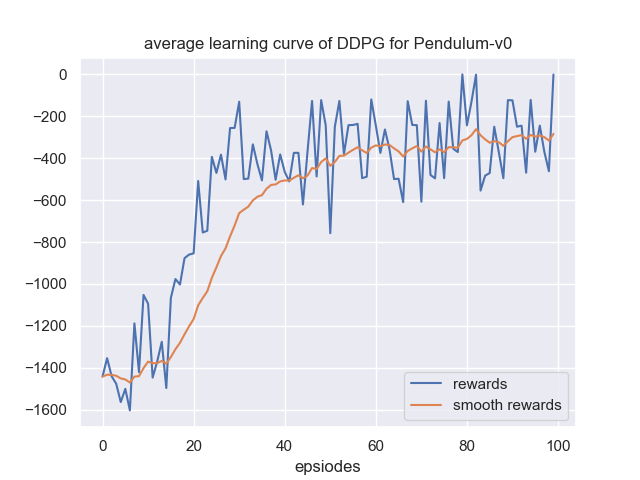 average learning curve of DDPG for Pendulum-v0
0
−200
−400
−600
−800
−1000
−1200
−1400
−1600
0 20 40 60 80 100
epsiodes
rewards
smooth rewards